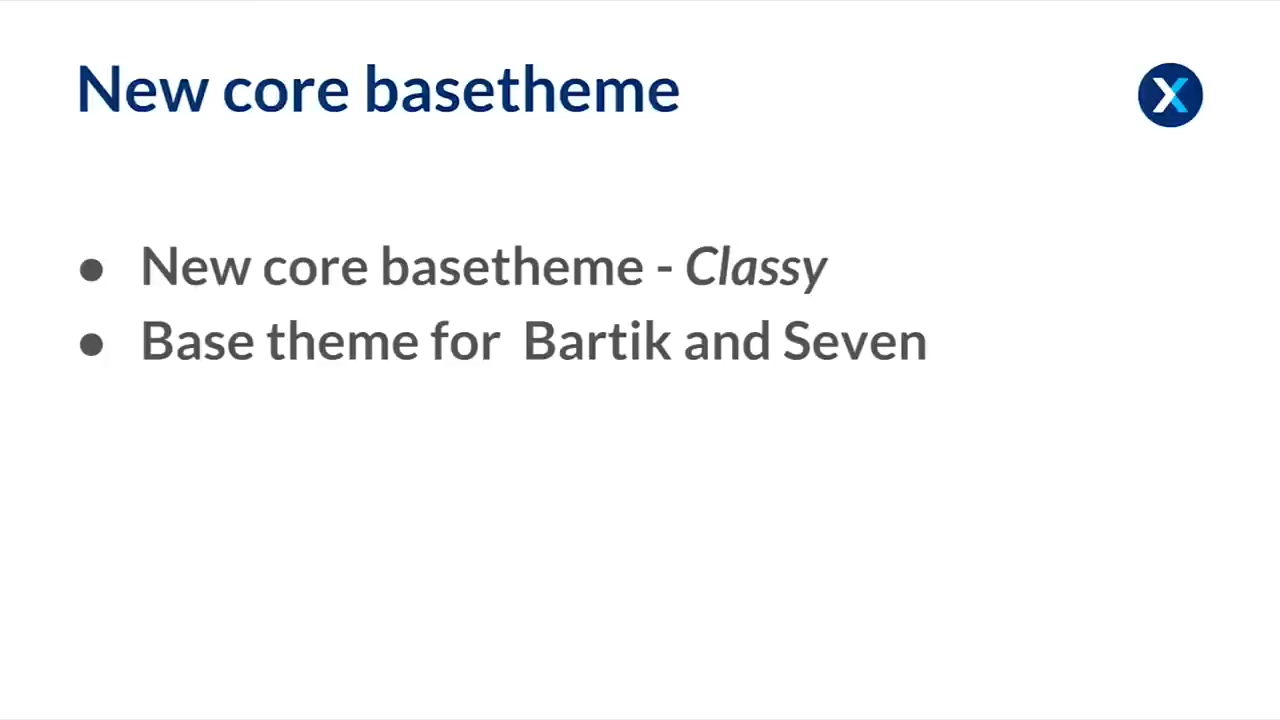 New core basetheme
● New core basetheme - Classy
● Base theme for  Bartik and Seven